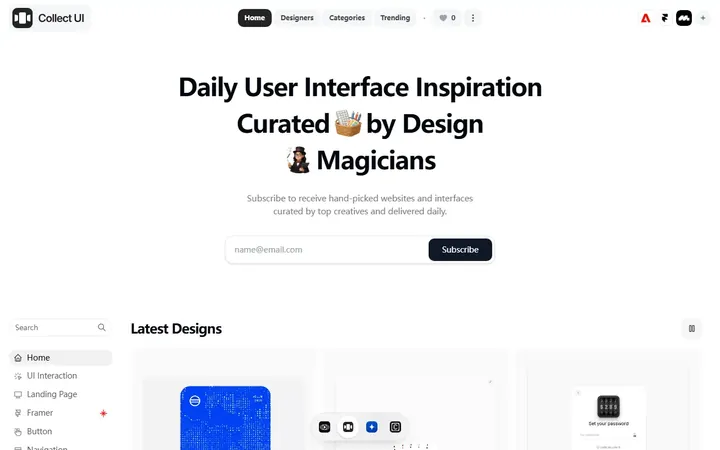 Collect UI
Home Designers Categories Trending 0
Daily User Interface Inspiration
Curated by Design
Magicians
Subscribe to receive hand-picked websites and interfaces
curated by top creatives and delivered daily.
name@email.com Subscribe
Search
Latest Designs
Home
UI Interaction
Landing Page
Framer
Button
Navigation
Set your password